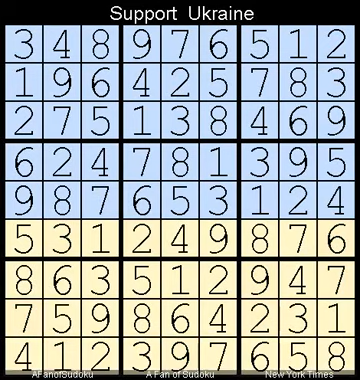 Support Ukraine
3 4 8 9 7 6 5 1 2
1 9 6 4 2 5 7 8 3
2 7 5 1 3 8 4 6 9
6 2 4 7 8 1 3 9 5
9 8 7 6 5 3 1 2 4
5 3 1 2 4 9 8 7 6
8 6 3 5 1 2 9 4 7
7 5 9 8 6 4 2 3 1
4 1 2 3 9 7 6 5 8
AFanofSudoku A Fan of Sudoku New York Times